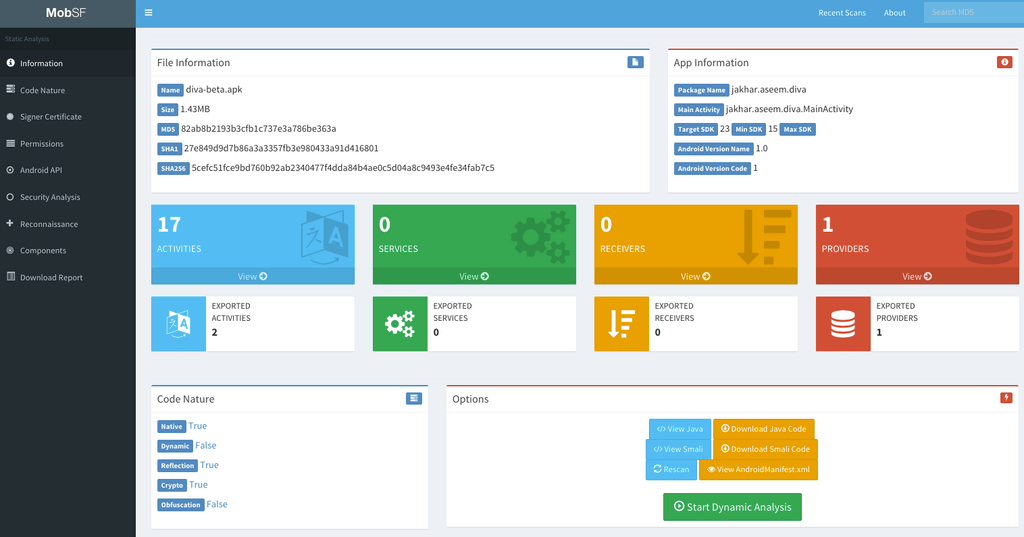 MobSF
Recent Scans
About
Search MD5
Static Analysis
Information
Code Nature
Signer Certificate
Permissions
Android API
Security Analysis
Reconnaissance
Components
Download Report
File Information
Name diva-beta.apk
Size 1.43MB
MD5 82ab8b2193b3cfb1c737e3a786be363a
SHA1 27e849d9d7b86a3a3357fb3e980433a91d416801
SHA256 5cefc51fce9bd760b92ab2340477f4dda84b4ae0c5d04a8c9493e4fe34fab7c5
App Information
Package Name jakhar.aseem.diva
Main Activity jakhar.aseem.diva.MainActivity
Target SDK 23 Min SDK 15 Max SDK
Android Version Name 1.0
Android Version Code 1
17
ACTIVITIES
View
0
SERVICES
View
0
RECEIVERS
View
1
PROVIDERS
View
EXPORTED
ACTIVITIES
2
EXPORTED
SERVICES
0
EXPORTED
RECEIVERS
0
EXPORTED
PROVIDERS
1
Code Nature
Native True
Dynamic False
Reflection True
Crypto True
Obfuscation False
Options
View Java
Download Java Code
View Smali
Download Smali Code
Rescan
View AndroidManifest.xml
Start Dynamic Analysis